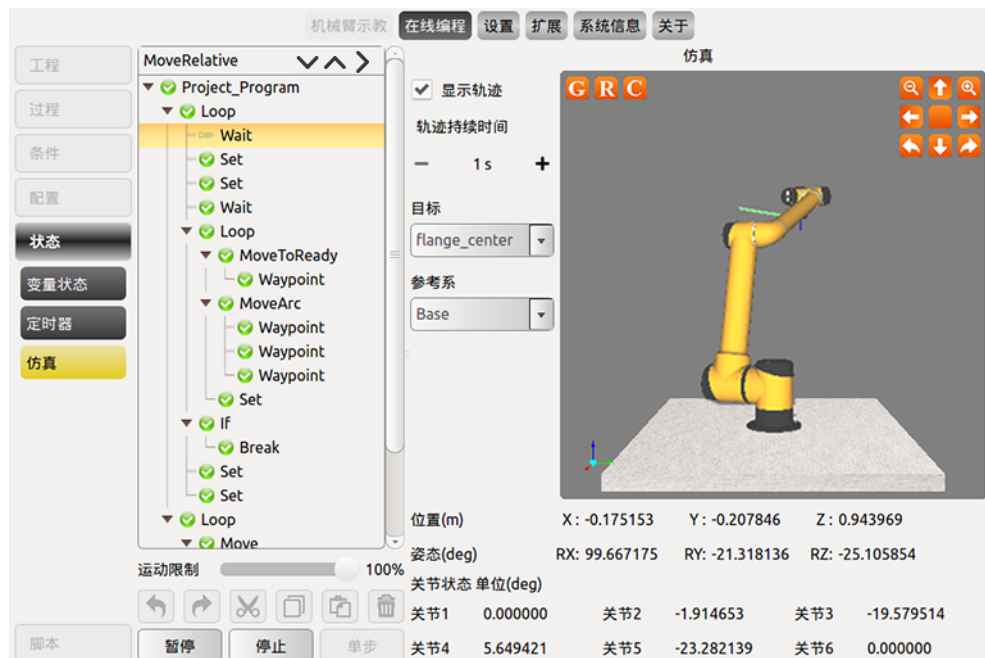 机械臂示教 在线编程 设置 扩展 系统信息 关于
工程
过程
条件
配置
状态
变量状态
定时器
仿真
脚本
MoveRelative
Project_Program
Loop
Wait
Set
Set
Wait
Loop
MoveToReady
Waypoint
MoveArc
Waypoint
Waypoint
Waypoint
Set
If
Break
Set
Set
Loop
Move
运动限制 100%
暂停 停止 单步
显示轨迹
轨迹持续时间
− 1 s +
目标
flange_center
参考系
Base
仿真
G R C
位置(m) X : -0.175153 Y : -0.207846 Z : 0.943969
姿态(deg) RX: 99.667175 RY: -21.318136 RZ: -25.105854
关节状态 单位(deg)
关节1 0.000000 关节2 -1.914653 关节3 -19.579514
关节4 5.649421 关节5 -23.282139 关节6 0.000000